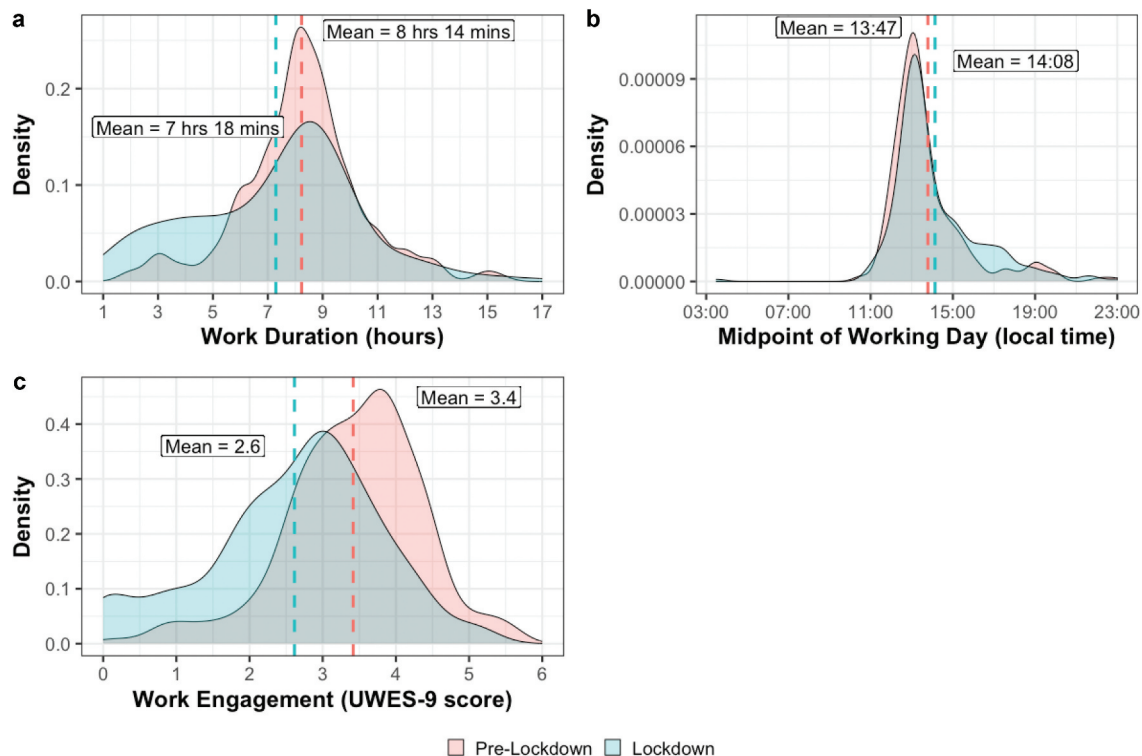 a
Mean = 8 hrs 14 mins
Mean = 7 hrs 18 mins
Density
0.2
0.1
0.0
1 3 5 7 9 11 13 15 17
Work Duration (hours)
b
Mean = 13:47
Mean = 14:08
Density
0.00009
0.00006
0.00003
0.00000
03:00 07:00 11:00 15:00 19:00 23:00
Midpoint of Working Day (local time)
c
Mean = 3.4
Mean = 2.6
Density
0.4
0.3
0.2
0.1
0.0
0 1 2 3 4 5 6
Work Engagement (UWES-9 score)
Pre-Lockdown Lockdown